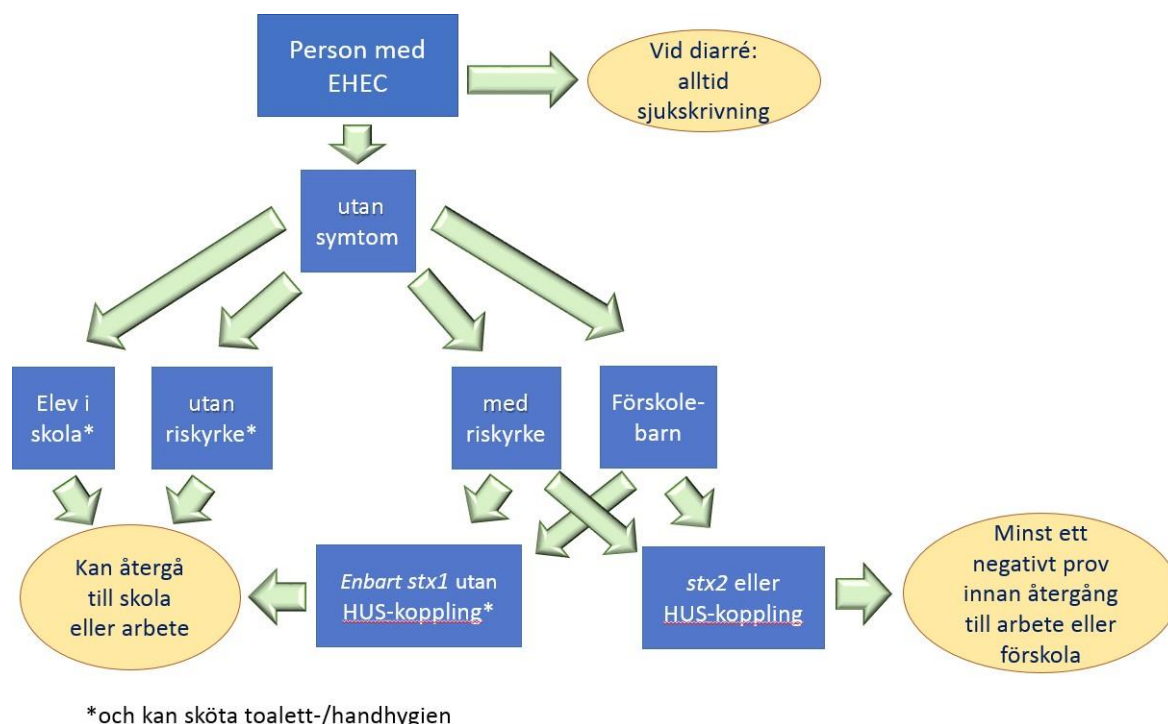 Person med
EHEC
Vid diarré:
alltid
sjukskrivning
utan
symtom
Elev i
skola*
utan
riskyrke*
med
riskyrke
Förskole-
barn
Kan återgå
till skola
eller arbete
Enbart stx1 utan
HUS-koppling*
stx2 eller
HUS-koppling
Minst ett
negativt prov
innan återgång
till arbete eller
förskola
*och kan sköta toalett-/handhygien